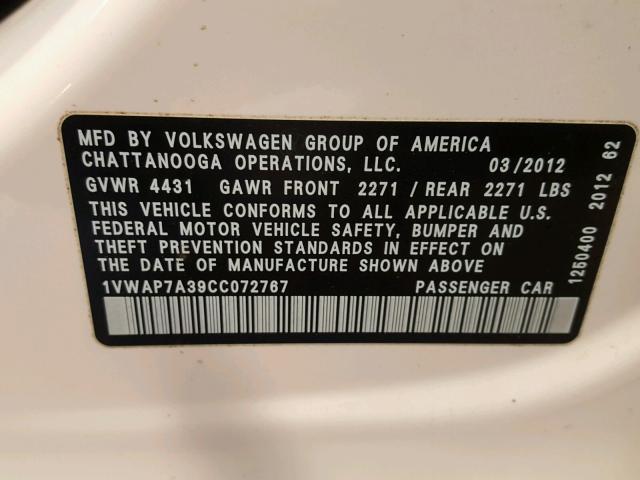 MFD BY VOLKSWAGEN GROUP OF AMERICA
CHATTANOOGA OPERATIONS, LLC. 03/2012
GVWR 4431 GAWR FRONT 2271 / REAR 2271 LBS
THIS VEHICLE CONFORMS TO ALL APPLICABLE U.S.
FEDERAL MOTOR VEHICLE SAFETY, BUMPER AND
THEFT PREVENTION STANDARDS IN EFFECT ON
THE DATE OF MANUFACTURE SHOWN ABOVE
1VWAP7A39CC072767 PASSENGER CAR
1260400 2012 62